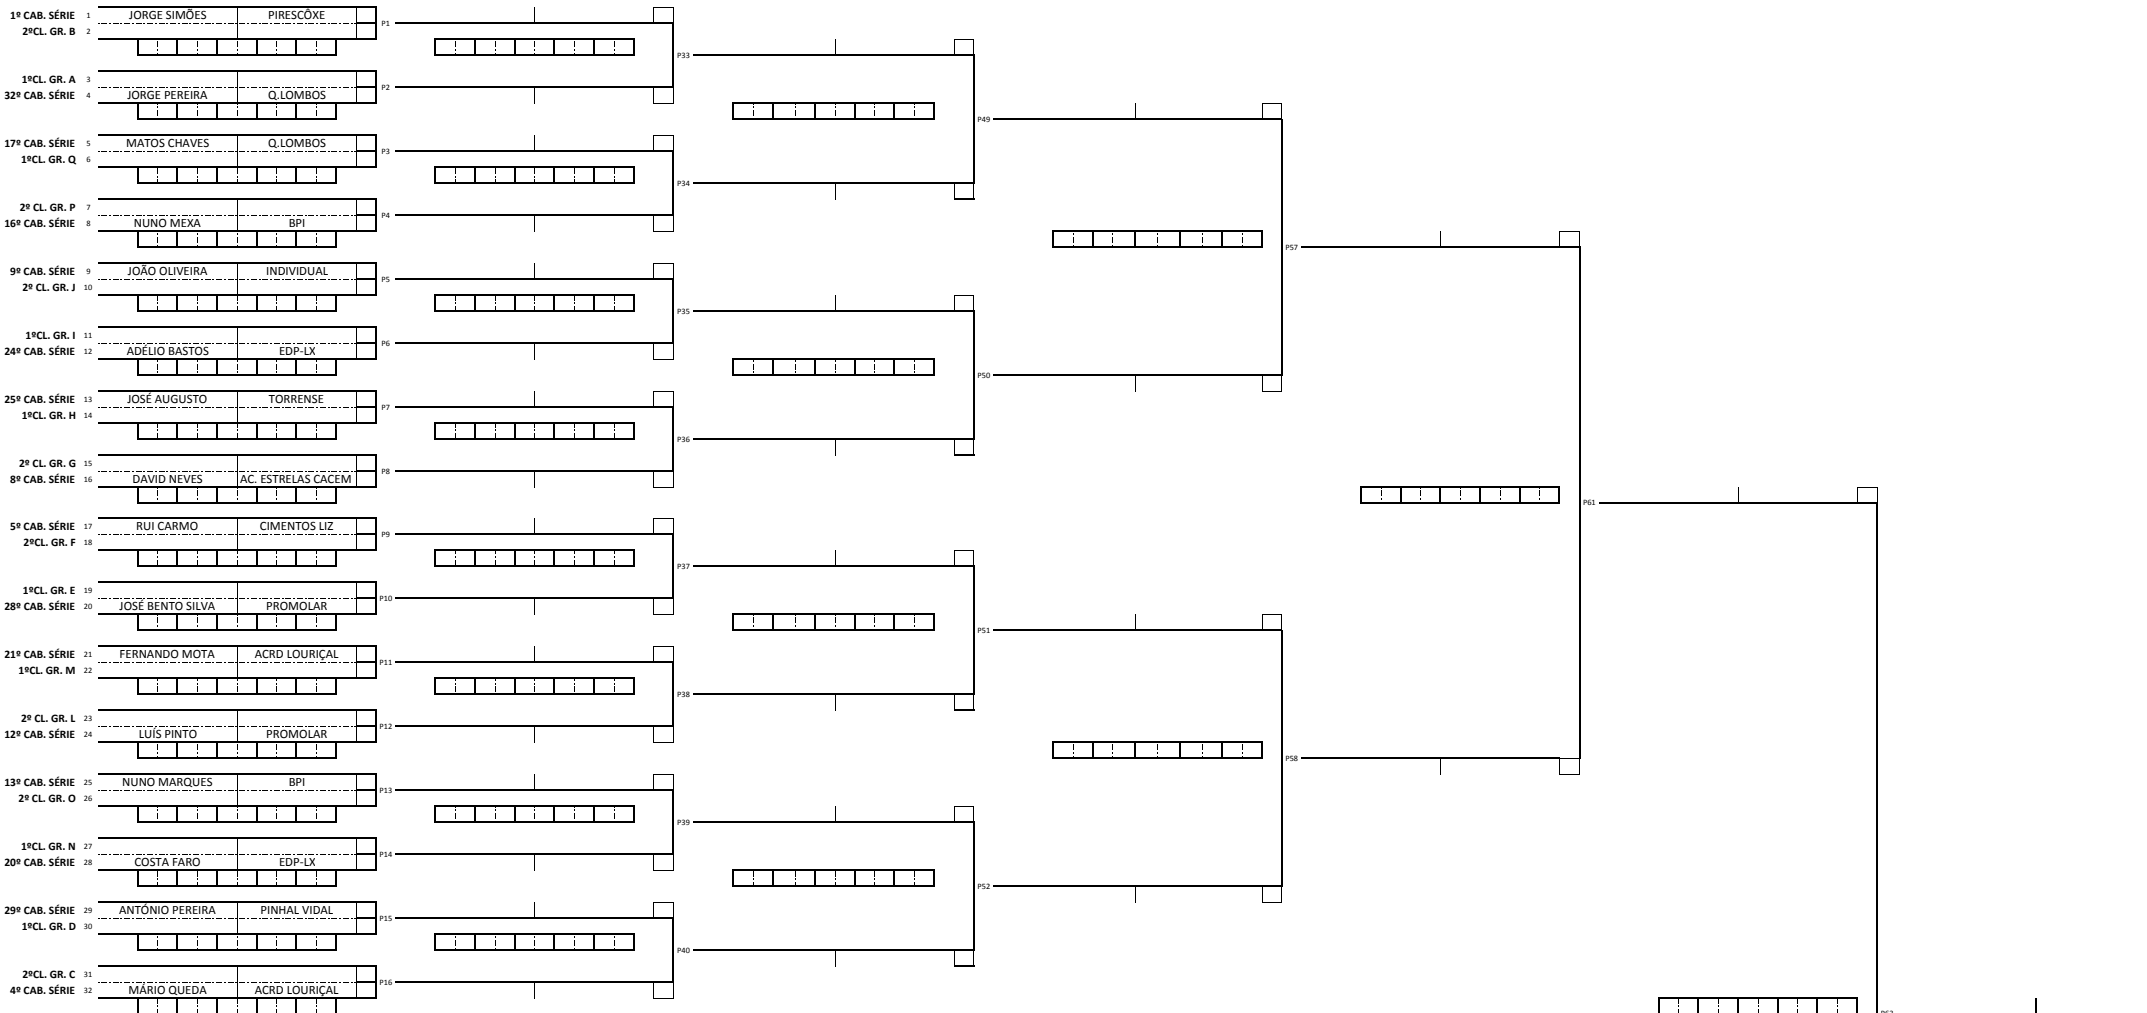 1º CAB. SÉRIE 1 JORGE SIMÕES PIRESCÔXE
P1
2ºCL. GR. B 2
P33
1ºCL. GR. A 3
P2
32º CAB. SÉRIE 4 JORGE PEREIRA Q.LOMBOS
P49
17º CAB. SÉRIE 5 MATOS CHAVES Q.LOMBOS
P3
1ºCL. GR. Q 6
P34
2º CL. GR. P 7
P4
16º CAB. SÉRIE 8 NUNO MEXA BPI
P57
9º CAB. SÉRIE 9 JOÃO OLIVEIRA INDIVIDUAL
P5
2º CL. GR. J 10
P35
1ºCL. GR. I 11
P6
24º CAB. SÉRIE 12 ADÉLIO BASTOS EDP-LX
P50
25º CAB. SÉRIE 13 JOSÉ AUGUSTO TORRENSE
P7
1ºCL. GR. H 14
P36
2º CL. GR. G 15
P8
8º CAB. SÉRIE 16 DAVID NEVES AC. ESTRELAS CACEM
P61
5º CAB. SÉRIE 17 RUI CARMO CIMENTOS LIZ
P9
2ºCL. GR. F 18
P37
1ºCL. GR. E 19
P10
28º CAB. SÉRIE 20 JOSÉ BENTO SILVA PROMOLAR
P51
21º CAB. SÉRIE 21 FERNANDO MOTA ACRD LOURIÇAL
P11
1ºCL. GR. M 22
P38
2º CL. GR. L 23
P12
12º CAB. SÉRIE 24 LUÍS PINTO PROMOLAR
P58
13º CAB. SÉRIE 25 NUNO MARQUES BPI
P13
2º CL. GR. O 26
P39
1ºCL. GR. N 27
P14
20º CAB. SÉRIE 28 COSTA FARO EDP-LX
P52
29º CAB. SÉRIE 29 ANTÓNIO PEREIRA PINHAL VIDAL
P15
1ºCL. GR. D 30
P40
2ºCL. GR. C 31
P16
4º CAB. SÉRIE 32 MÁRIO QUEDA ACRD LOURIÇAL